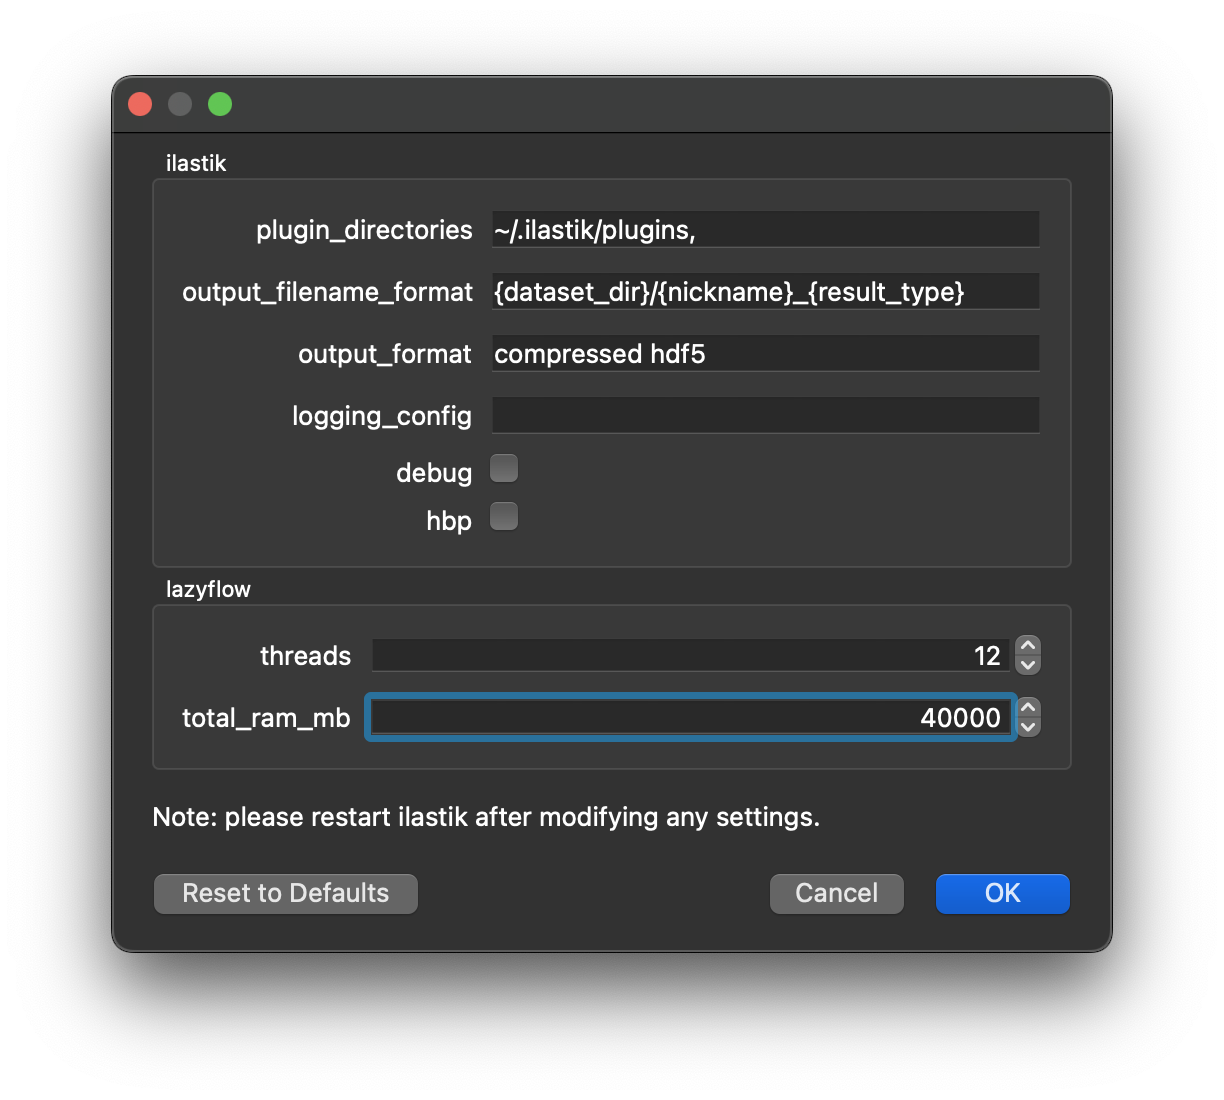 ilastik
plugin_directories ~/.ilastik/plugins,
output_filename_format {dataset_dir}/{nickname}_{result_type}
output_format compressed hdf5
logging_config
debug
hbp
lazyflow
threads 12
total_ram_mb 40000
Note: please restart ilastik after modifying any settings.
Reset to Defaults Cancel OK